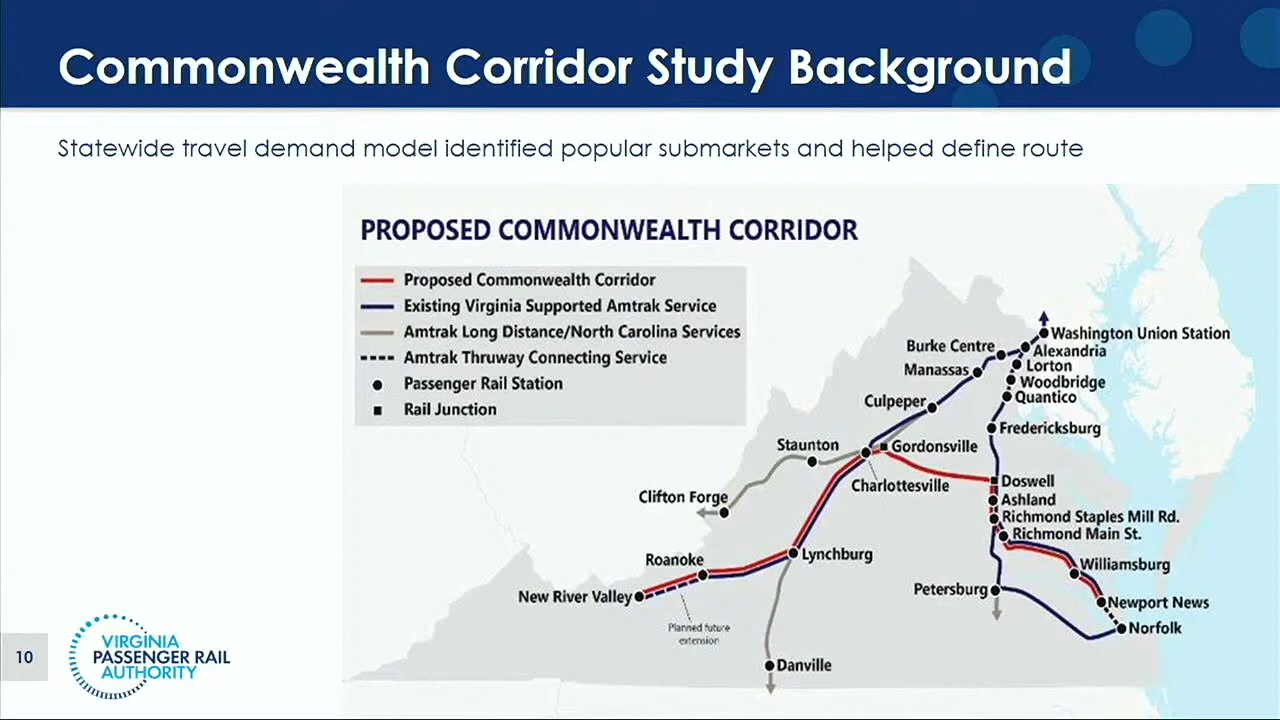 Commonwealth Corridor Study Background
Statewide travel demand model identified popular submarkets and helped define route
PROPOSED COMMONWEALTH CORRIDOR
Proposed Commonwealth Corridor
Existing Virginia Supported Amtrak Service
Amtrak Long Distance/North Carolina Services
Amtrak Thruway Connecting Service
Passenger Rail Station
Rail Junction
Washington Union Station
Burke Centre
Alexandria
Manassas
Lorton
Woodbridge
Culpeper
Quantico
Fredericksburg
Staunton
Gordonsville
Charlottesville
Doswell
Clifton Forge
Ashland
Richmond Staples Mill Rd.
Richmond Main St.
Roanoke
Lynchburg
Williamsburg
New River Valley
Petersburg
Newport News
Planned future
extension
Norfolk
Danville
10
VIRGINIA
PASSENGER RAIL
AUTHORITY